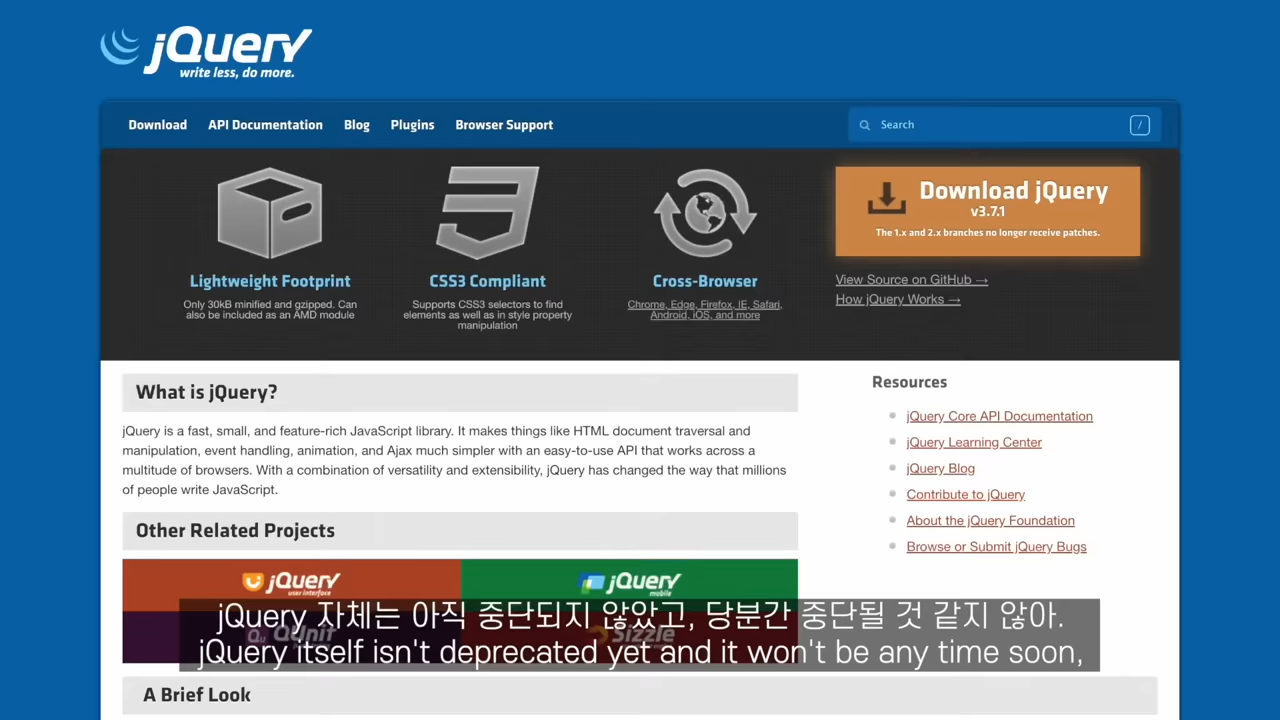 jQuery
write less, do more.
Download API Documentation Blog Plugins Browser Support
Search /
Lightweight Footprint
Only 30kB minified and gzipped. Can
also be included as an AMD module
CSS3 Compliant
Supports CSS3 selectors to find
elements as well as in style property
manipulation
Cross-Browser
Chrome, Edge, Firefox, IE, Safari,
Android, iOS, and more
Download jQuery
v3.7.1
The 1.x and 2.x branches no longer receive patches.
View Source on GitHub →
How jQuery Works →
What is jQuery?
jQuery is a fast, small, and feature-rich JavaScript library. It makes things like HTML document traversal and
manipulation, event handling, animation, and Ajax much simpler with an easy-to-use API that works across a
multitude of browsers. With a combination of versatility and extensibility, jQuery has changed the way that millions
of people write JavaScript.
Resources
jQuery Core API Documentation
jQuery Learning Center
jQuery Blog
Contribute to jQuery
About the jQuery Foundation
Browse or Submit jQuery Bugs
Other Related Projects
jQuery
user interface
jQuery
mobile
QUnit
Sizzle
jQuery 자체는 아직 중단되지 않았고, 당분간 중단될 것 같지 않아.
jQuery itself isn't deprecated yet and it won't be any time soon,
A Brief Look